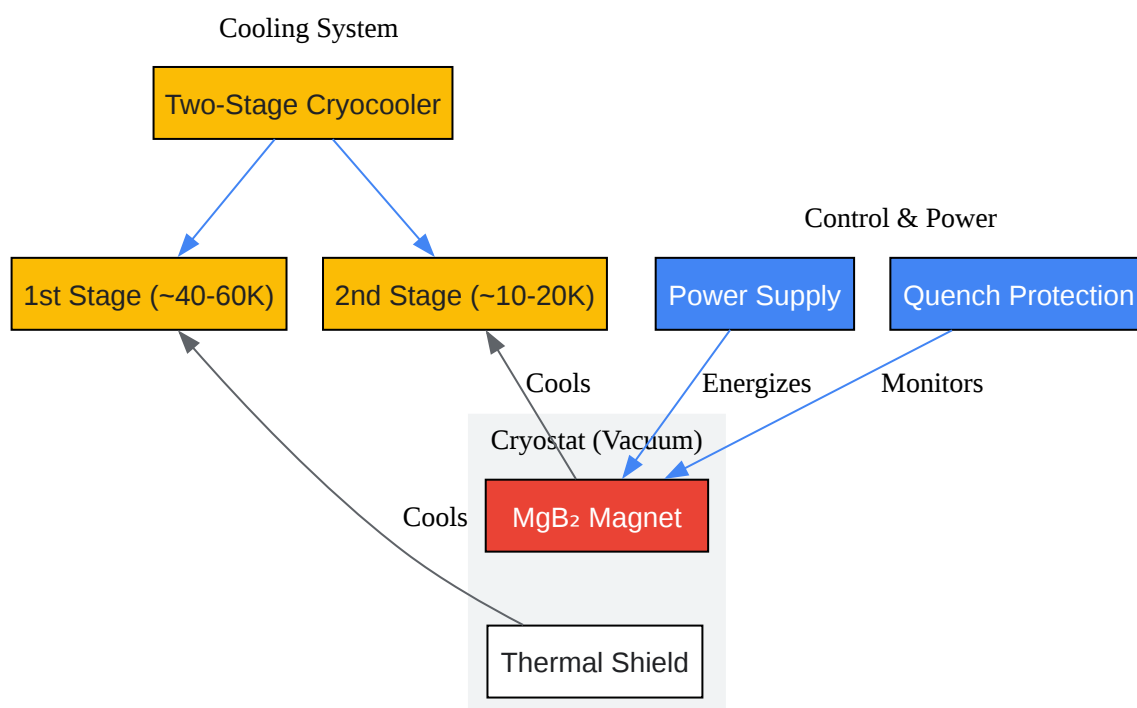 Cooling System
Two-Stage Cryocooler
Control & Power
1st Stage (~40-60K)
2nd Stage (~10-20K)
Power Supply
Quench Protection
Cools
Energizes
Monitors
Cryostat (Vacuum)
MgB₂ Magnet
Cools
Thermal Shield